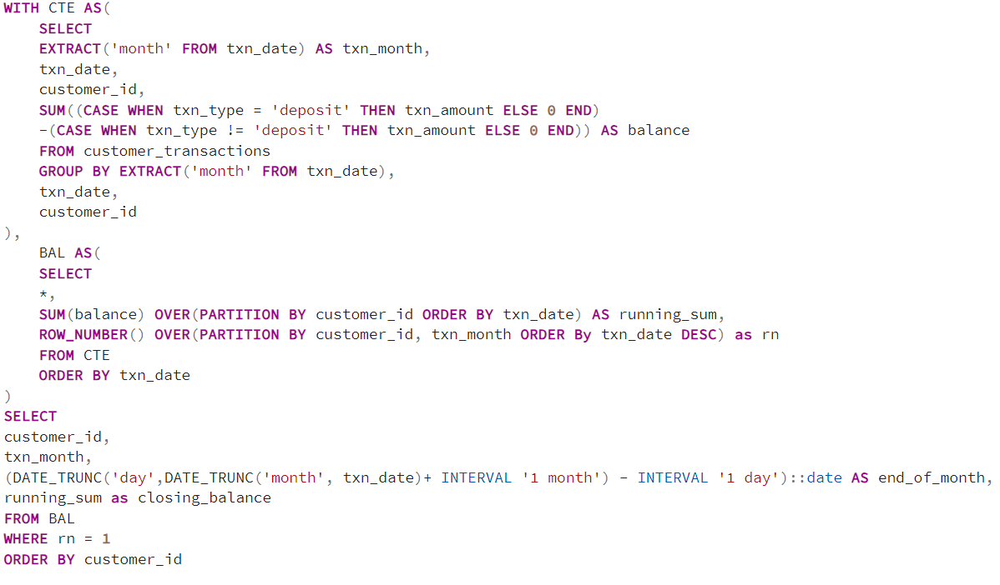 WITH CTE AS(
    SELECT
    EXTRACT('month' FROM txn_date) AS txn_month,
    txn_date,
    customer_id,
    SUM((CASE WHEN txn_type = 'deposit' THEN txn_amount ELSE 0 END)
    -(CASE WHEN txn_type != 'deposit' THEN txn_amount ELSE 0 END)) AS balance
    FROM customer_transactions
    GROUP BY EXTRACT('month' FROM txn_date),
    txn_date,
    customer_id
),
    BAL AS(
    SELECT
    *,
    SUM(balance) OVER(PARTITION BY customer_id ORDER BY txn_date) AS running_sum,
    ROW_NUMBER() OVER(PARTITION BY customer_id, txn_month ORDER By txn_date DESC) as rn
    FROM CTE
    ORDER BY txn_date
)
SELECT
customer_id,
txn_month,
(DATE_TRUNC('day',DATE_TRUNC('month', txn_date)+ INTERVAL '1 month') - INTERVAL '1 day')::date AS end_of_month,
running_sum as closing_balance
FROM BAL
WHERE rn = 1
ORDER BY customer_id